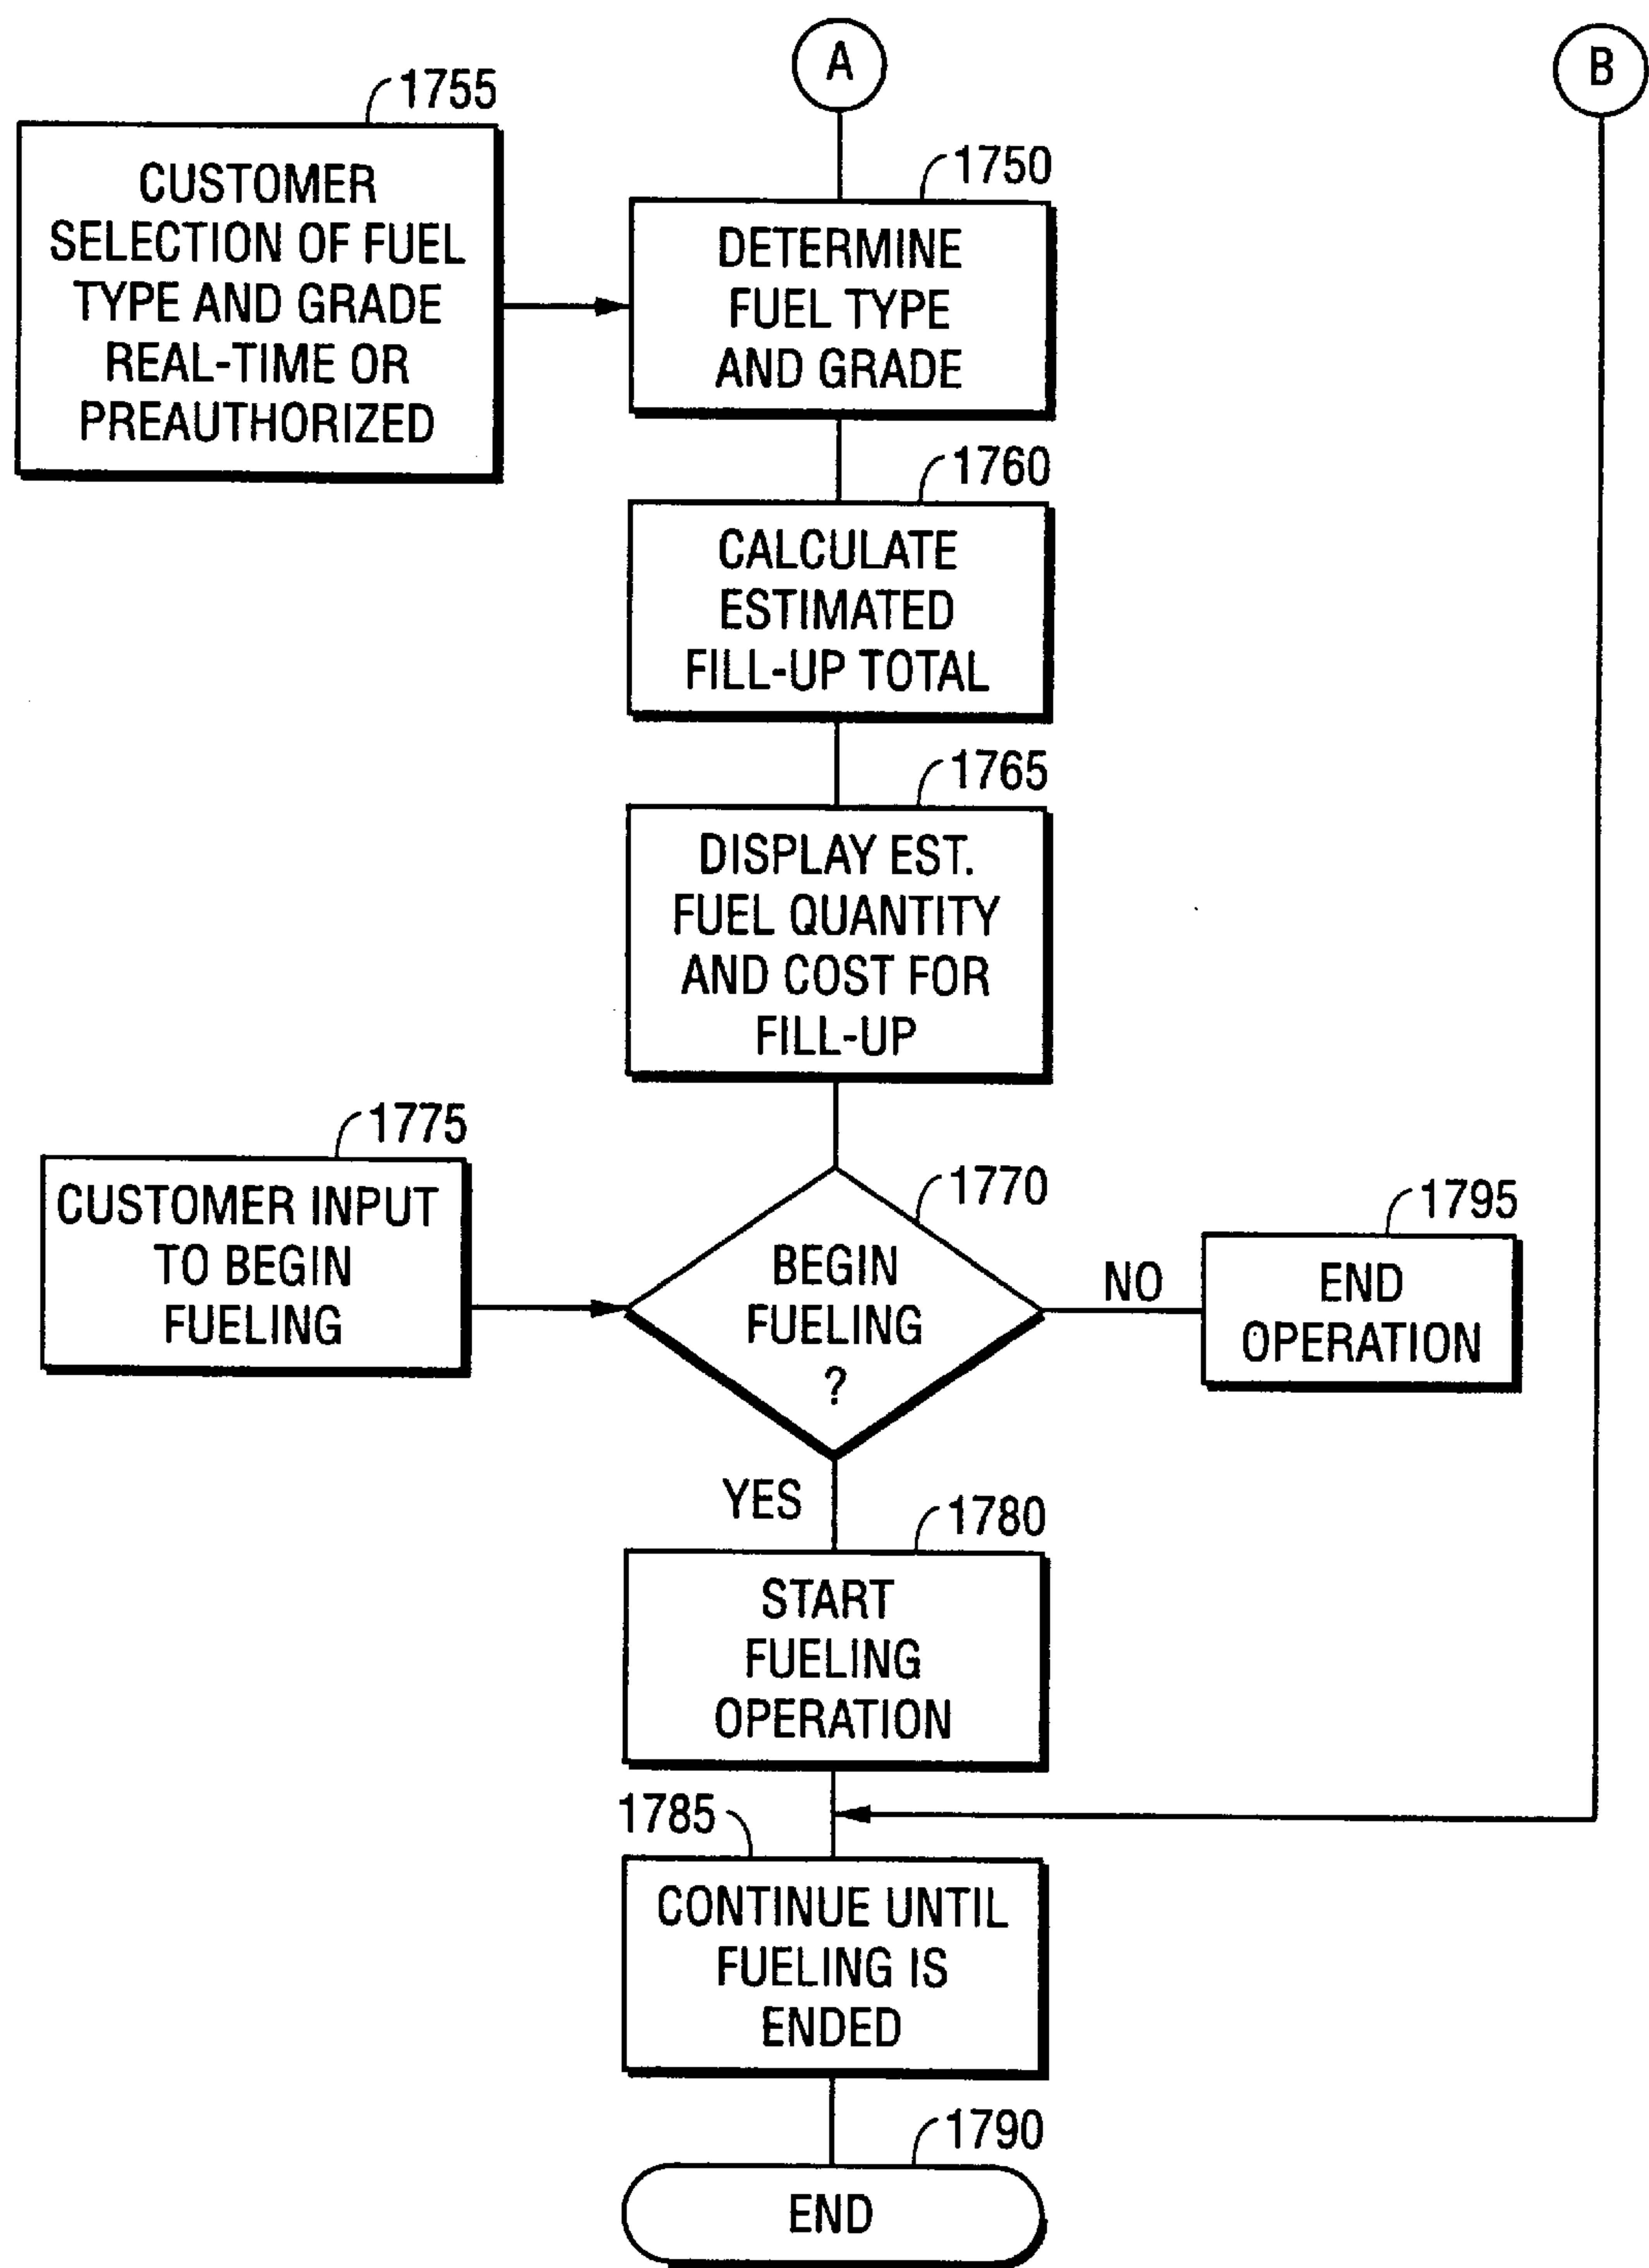 A
B
1755
CUSTOMER
SELECTION OF FUEL
TYPE AND GRADE
REAL-TIME OR
PREAUTHORIZED
1750
DETERMINE
FUEL TYPE
AND GRADE
1760
CALCULATE
ESTIMATED
FILL-UP TOTAL
1765
DISPLAY EST.
FUEL QUANTITY
AND COST FOR
FILL-UP
1775
CUSTOMER INPUT
TO BEGIN
FUELING
1770
BEGIN
FUELING
?
NO
1795
END
OPERATION
YES
1780
START
FUELING
OPERATION
1785
CONTINUE UNTIL
FUELING IS
ENDED
1790
END